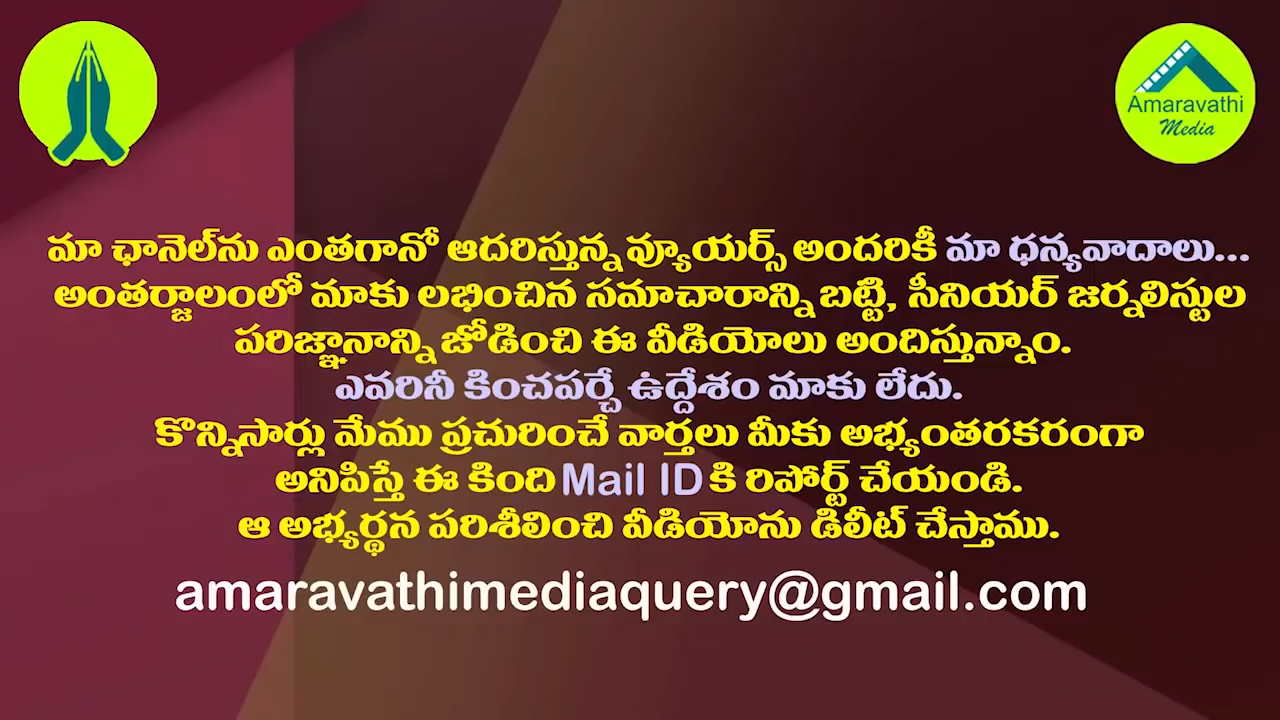 Amaravathi
Media
మా ఛానెల్‌ను ఎంతగానో ఆదరిస్తున్న వ్యూయర్స్ అందరికీ మా ధన్యవాదాలు...
అంతర్జాలంలో మాకు లభించిన సమాచారాన్ని బట్టి, సీనియర్ జర్నలిస్టుల
పరిజ్ఞానాన్ని జోడించి ఈ వీడియోలు అందిస్తున్నాం.
ఎవరినీ కించపర్చే ఉద్దేశం మాకు లేదు.
కొన్నిసార్లు మేము ప్రచురించే వార్తలు మీకు అభ్యంతరకరంగా
అనిపిస్తే ఈ కింది Mail ID కి రిపోర్ట్ చేయండి.
ఆ అభ్యర్థన పరిశీలించి వీడియోను డిలీట్ చేస్తాము.
amaravathimediaquery@gmail.com